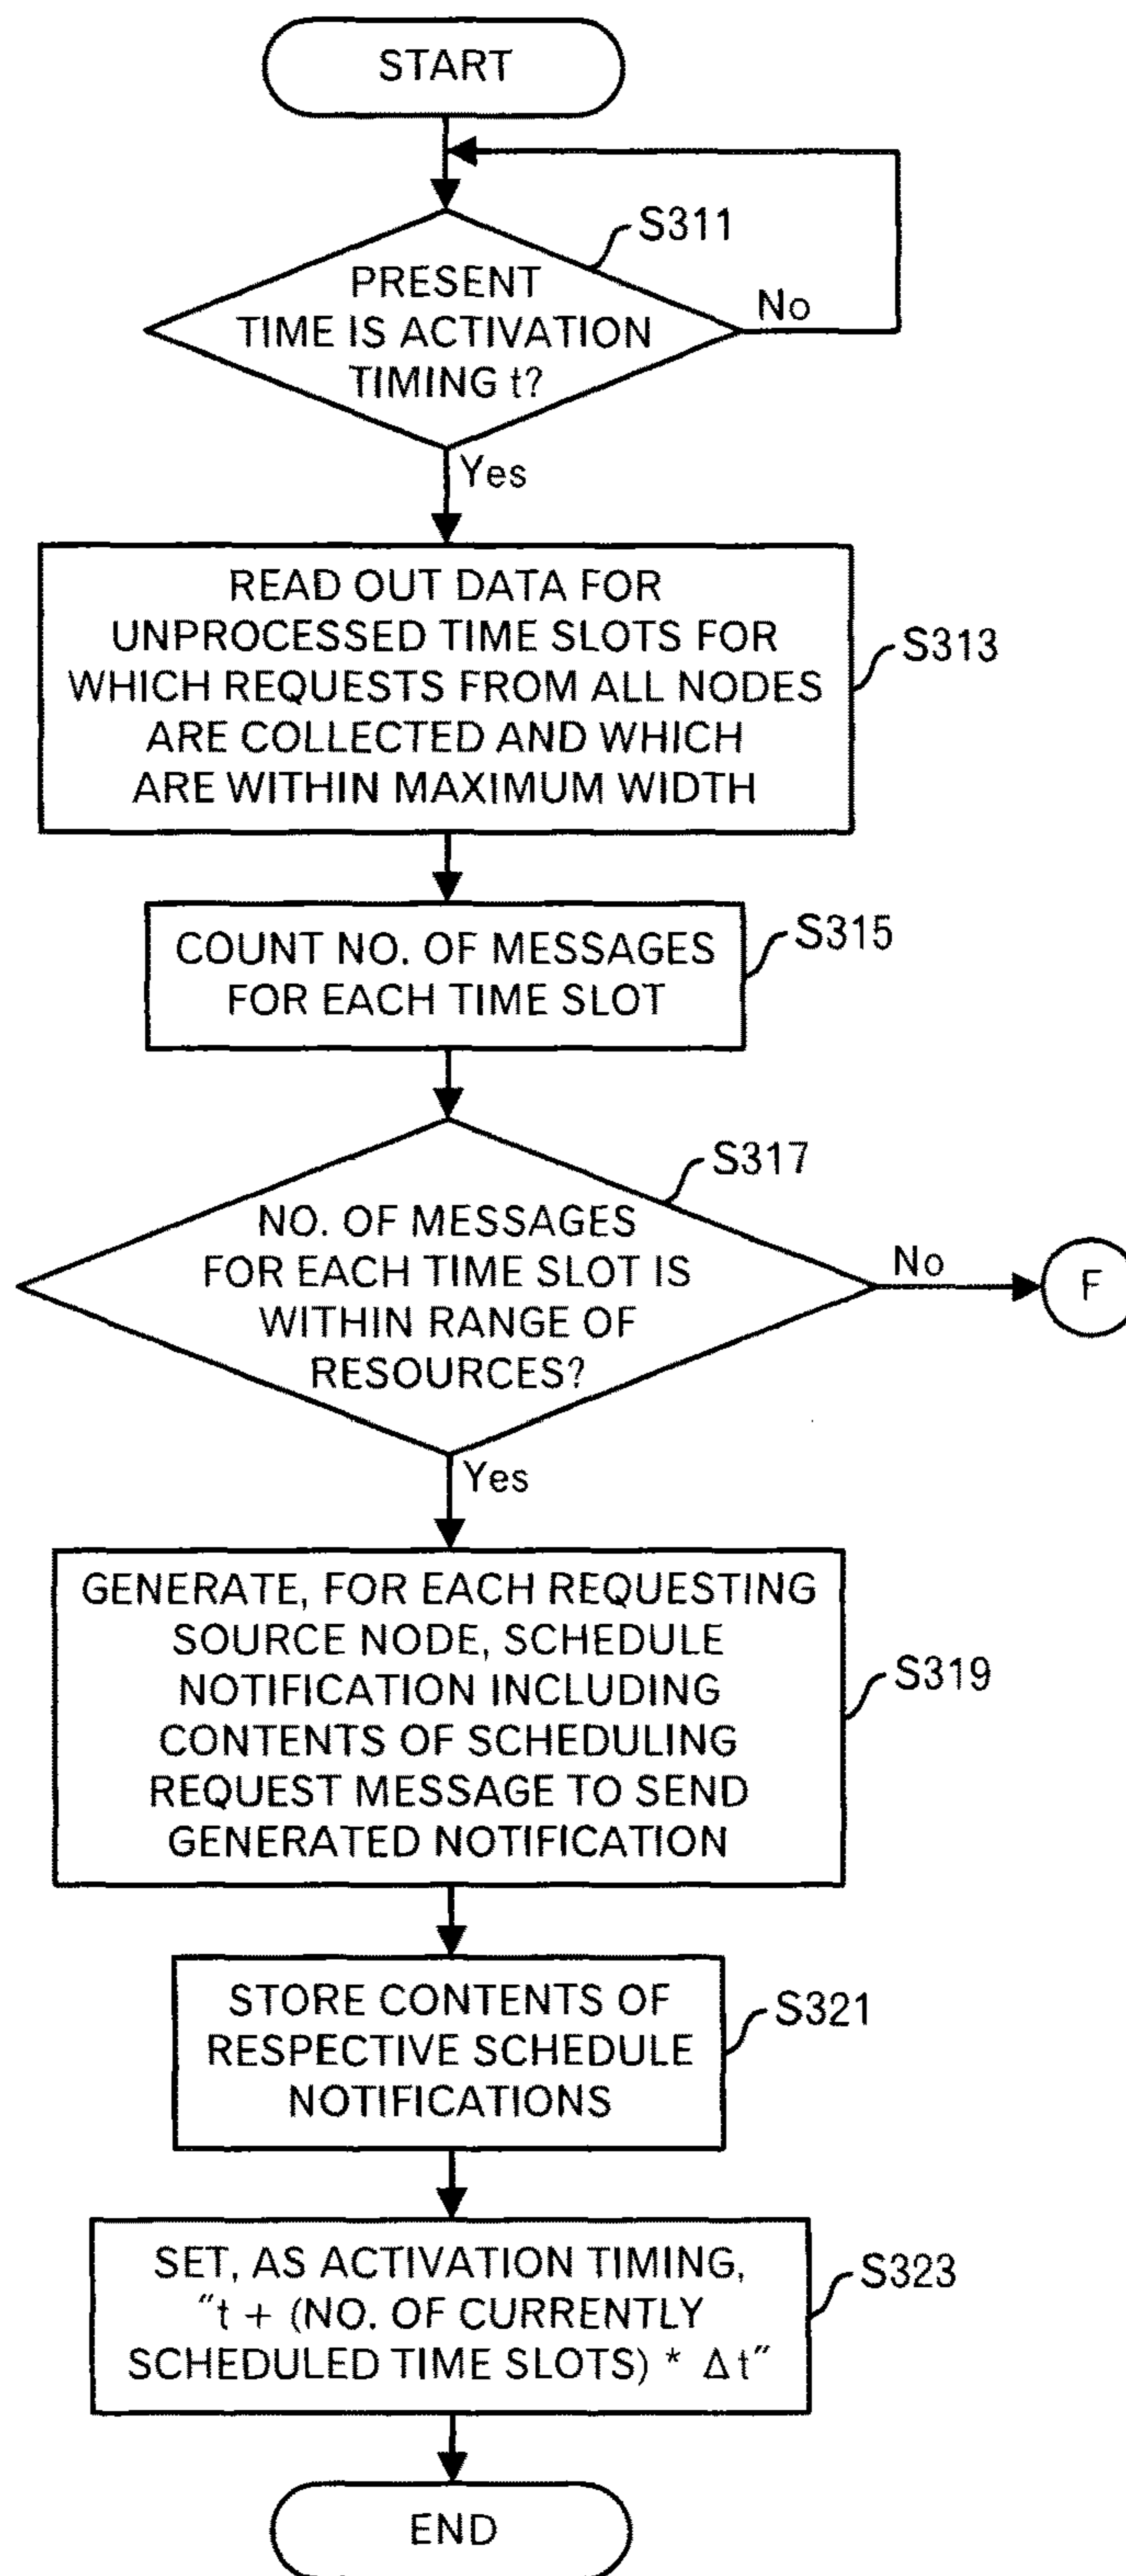 START
S311
PRESENT
TIME IS ACTIVATION
TIMING t?
No
Yes
READ OUT DATA FOR
UNPROCESSED TIME SLOTS FOR
WHICH REQUESTS FROM ALL NODES
ARE COLLECTED AND WHICH
ARE WITHIN MAXIMUM WIDTH
S313
COUNT NO. OF MESSAGES
FOR EACH TIME SLOT
S315
S317
NO. OF MESSAGES
FOR EACH TIME SLOT IS
WITHIN RANGE OF
RESOURCES?
No
F
Yes
GENERATE, FOR EACH REQUESTING
SOURCE NODE, SCHEDULE
NOTIFICATION INCLUDING
CONTENTS OF SCHEDULING
REQUEST MESSAGE TO SEND
GENERATED NOTIFICATION
S319
STORE CONTENTS OF
RESPECTIVE SCHEDULE
NOTIFICATIONS
S321
SET, AS ACTIVATION TIMING,
"t + (NO. OF CURRENTLY
SCHEDULED TIME SLOTS) * Δt"
S323
END